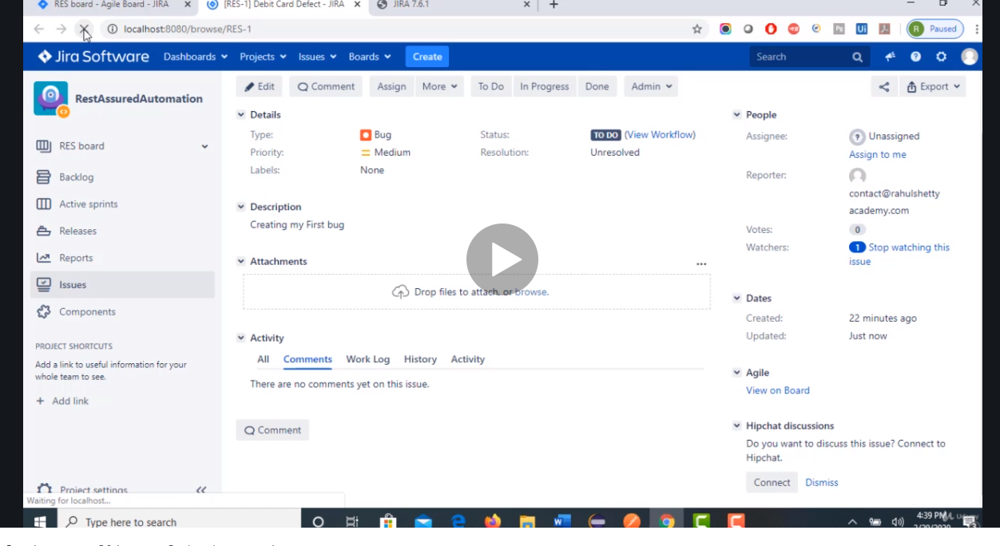 RES board - Agile Board - JIRA
[RES-1] Debit Card Defect - JIRA
JIRA 7.6.1
localhost:8080/browse/RES-1
R Paused
Jira Software Dashboards Projects Issues Boards Create Search
RestAssuredAutomation
RES board
Backlog
Active sprints
Releases
Reports
Issues
Components
PROJECT SHORTCUTS
Add a link to useful information for your
whole team to see.
+ Add link
Project settings
Waiting for localhost...
Edit Comment Assign More To Do In Progress Done Admin Export
Details
Type: Bug Status: TO DO (View Workflow)
Priority: Medium Resolution: Unresolved
Labels: None
Description
Creating my First bug
Attachments
Drop files to attach, or browse.
Activity
All Comments Work Log History Activity
There are no comments yet on this issue.
Comment
People
Assignee: Unassigned
Assign to me
Reporter:
contact@rahulshetty
academy.com
Votes: 0
Watchers: 1 Stop watching this
issue
Dates
Created: 22 minutes ago
Updated: Just now
Agile
View on Board
Hipchat discussions
Do you want to discuss this issue? Connect to
Hipchat.
Connect Dismiss
Type here to search
4:39 PM